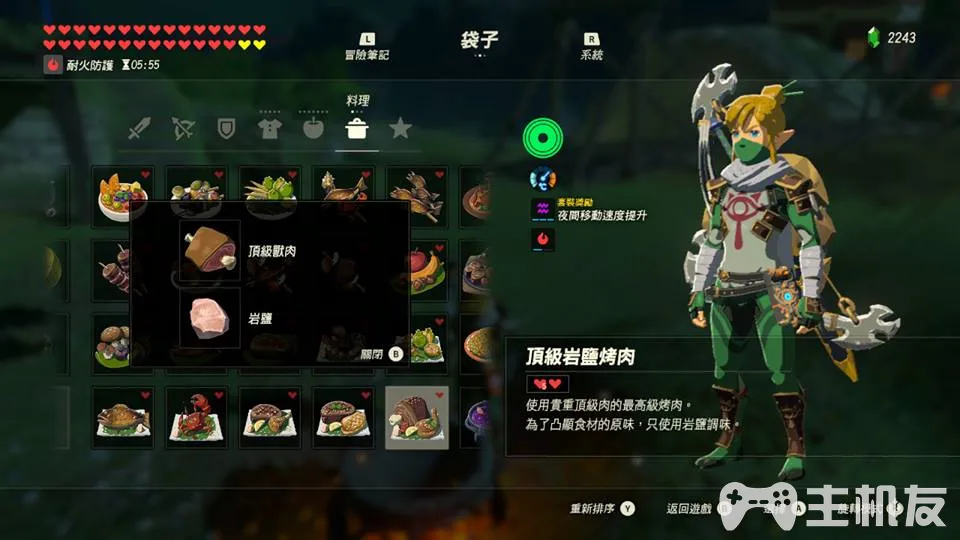 L
冒險筆記
袋子
R
系統
2243
耐火防護 05:55
料理
套裝獎勵
夜間移動速度提升
頂級獸肉
岩鹽
關閉 B
頂級岩鹽烤肉
使用貴重頂級肉的最高級烤肉。
為了凸顯食材的原味，只使用岩鹽調味。
重新排序 Y
返回遊戲
主机友